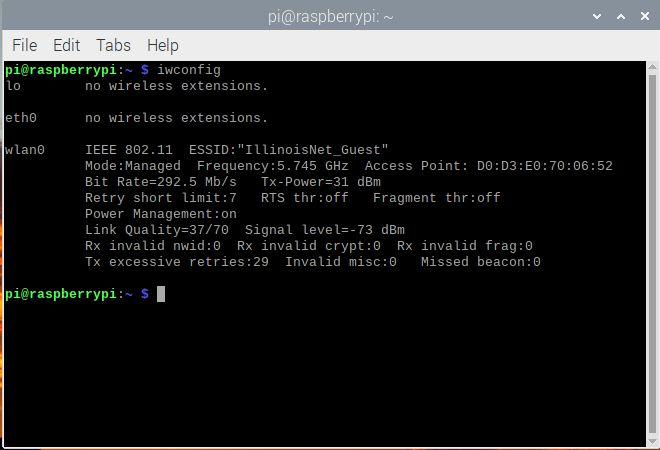 pi@raspberrypi: ~
File Edit Tabs Help
pi@raspberrypi:~ $ iwconfig
lo        no wireless extensions.
eth0      no wireless extensions.
wlan0     IEEE 802.11  ESSID:"IllinoisNet_Guest"
          Mode:Managed  Frequency:5.745 GHz  Access Point: D0:D3:E0:70:06:52
          Bit Rate=292.5 Mb/s   Tx-Power=31 dBm
          Retry short limit:7   RTS thr:off   Fragment thr:off
          Power Management:on
          Link Quality=37/70  Signal level=-73 dBm
          Rx invalid nwid:0  Rx invalid crypt:0  Rx invalid frag:0
          Tx excessive retries:29  Invalid misc:0   Missed beacon:0
pi@raspberrypi:~ $